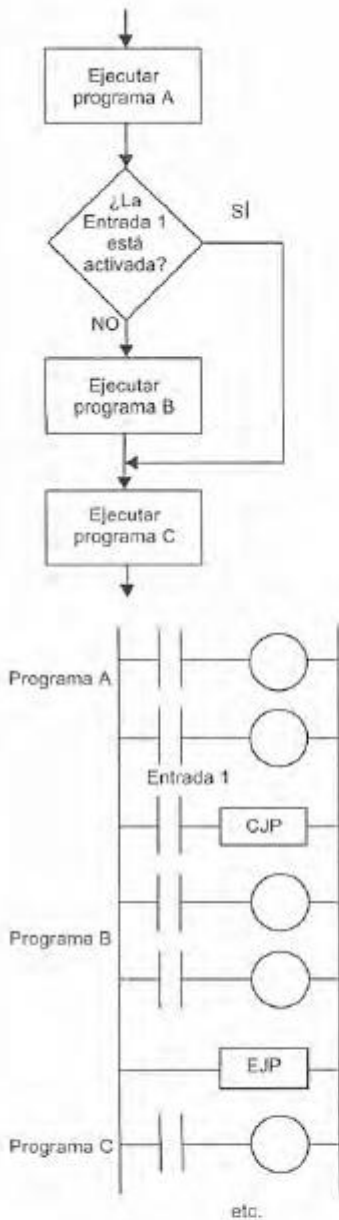 Ejecutar
programa A
¿La
Entrada 1
está
activada?
SÍ
NO
Ejecutar
programa B
Ejecutar
programa C
Programa A
Entrada 1
CJP
Programa B
EJP
Programa C
etc.